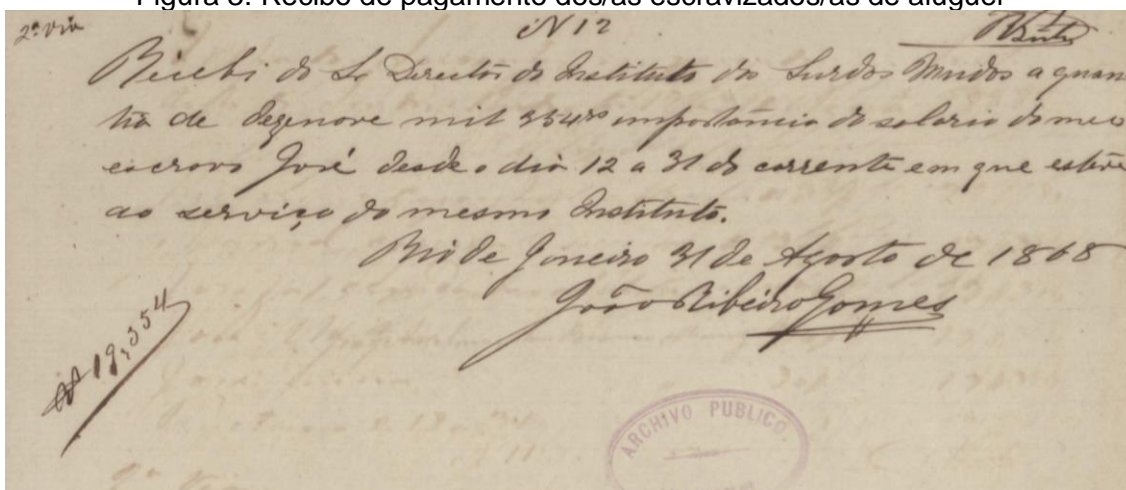 Figura 3: Recibo de pagamento dos/as escravizados/as de aluguel
2ª via
N 12
Recebi do Sr Director do Instituto dos Surdos Mudos a quan
tia de dezenove mil 354rs importancia do salario do meu
escravo José desde o dia 12 a 31 do corrente em que esteve
ao serviço do mesmo Instituto.
Rio de Janeiro 31 de Agosto de 1868
João Ribeiro Gomes
19,354
ARCHIVO PUBLICO